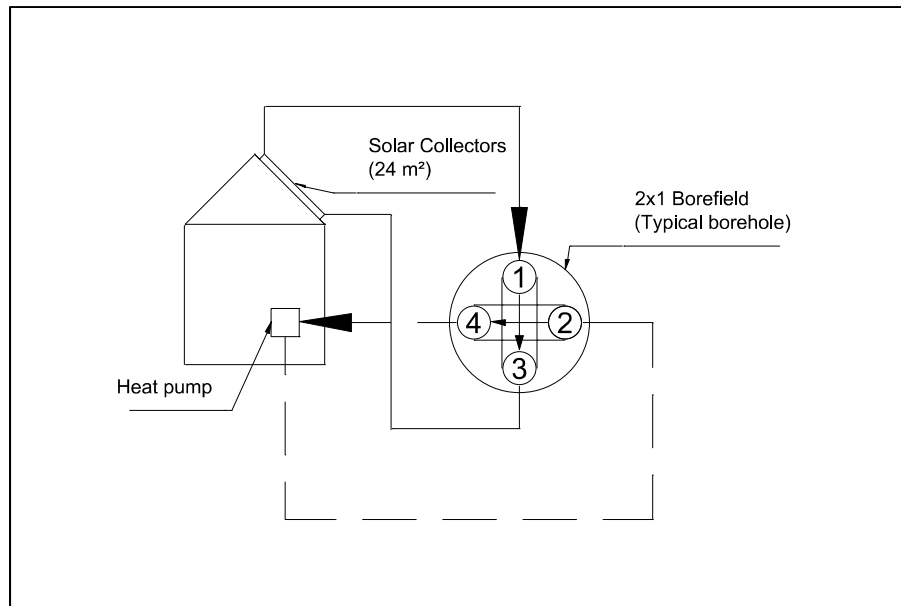 Solar Collectors
(24 m²)
2x1 Borefield
(Typical borehole)
1
4
2
3
Heat pump